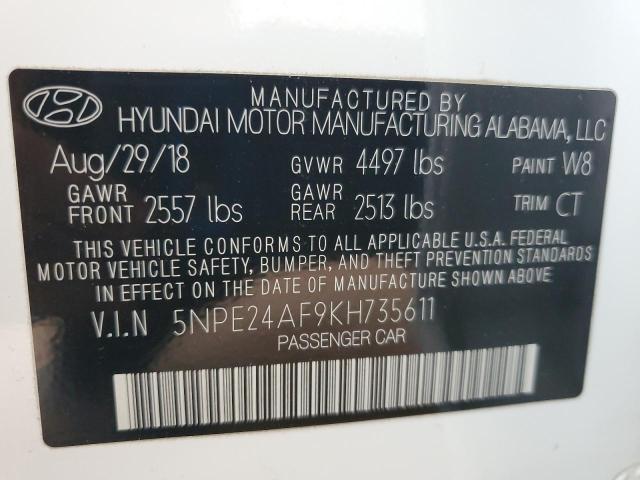 MANUFACTURED BY
HYUNDAI MOTOR MANUFACTURING ALABAMA, LLC
Aug/29/18 GVWR 4497 lbs PAINT W8
GAWR FRONT 2557 lbs GAWR REAR 2513 lbs TRIM CT
THIS VEHICLE CONFORMS TO ALL APPLICABLE U.S.A. FEDERAL
MOTOR VEHICLE SAFETY, BUMPER, AND THEFT PREVENTION STANDARDS
IN EFFECT ON THE DATE OF MANUFACTURE SHOWN ABOVE
V.I.N 5NPE24AF9KH735611
PASSENGER CAR